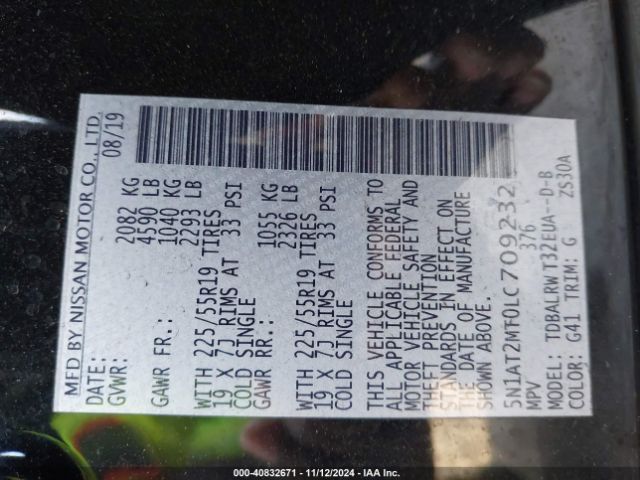 MFD BY NISSAN MOTOR CO., LTD.
DATE: 08/19
GVWR: 2082 KG
4590 LB
GAWR FR.: 1040 KG
2293 LB
WITH 225/55R19 TIRES
19 X 7J RIMS AT 33 PSI
COLD SINGLE
GAWR RR.: 1055 KG
2326 LB
WITH 225/55R19 TIRES
19 X 7J RIMS AT 33 PSI
COLD SINGLE
THIS VEHICLE CONFORMS TO
ALL APPLICABLE FEDERAL
MOTOR VEHICLE SAFETY AND
THEFT PREVENTION
STANDARDS IN EFFECT ON
THE DATE OF MANUFACTURE
SHOWN ABOVE.
5N1AT2MT0LC709232
MPV 376
MODEL: TDBALRWT32EUA--D-B
COLOR: G41 TRIM: G ZS30A
000-40832671 - 11/12/2024 - IAA Inc.